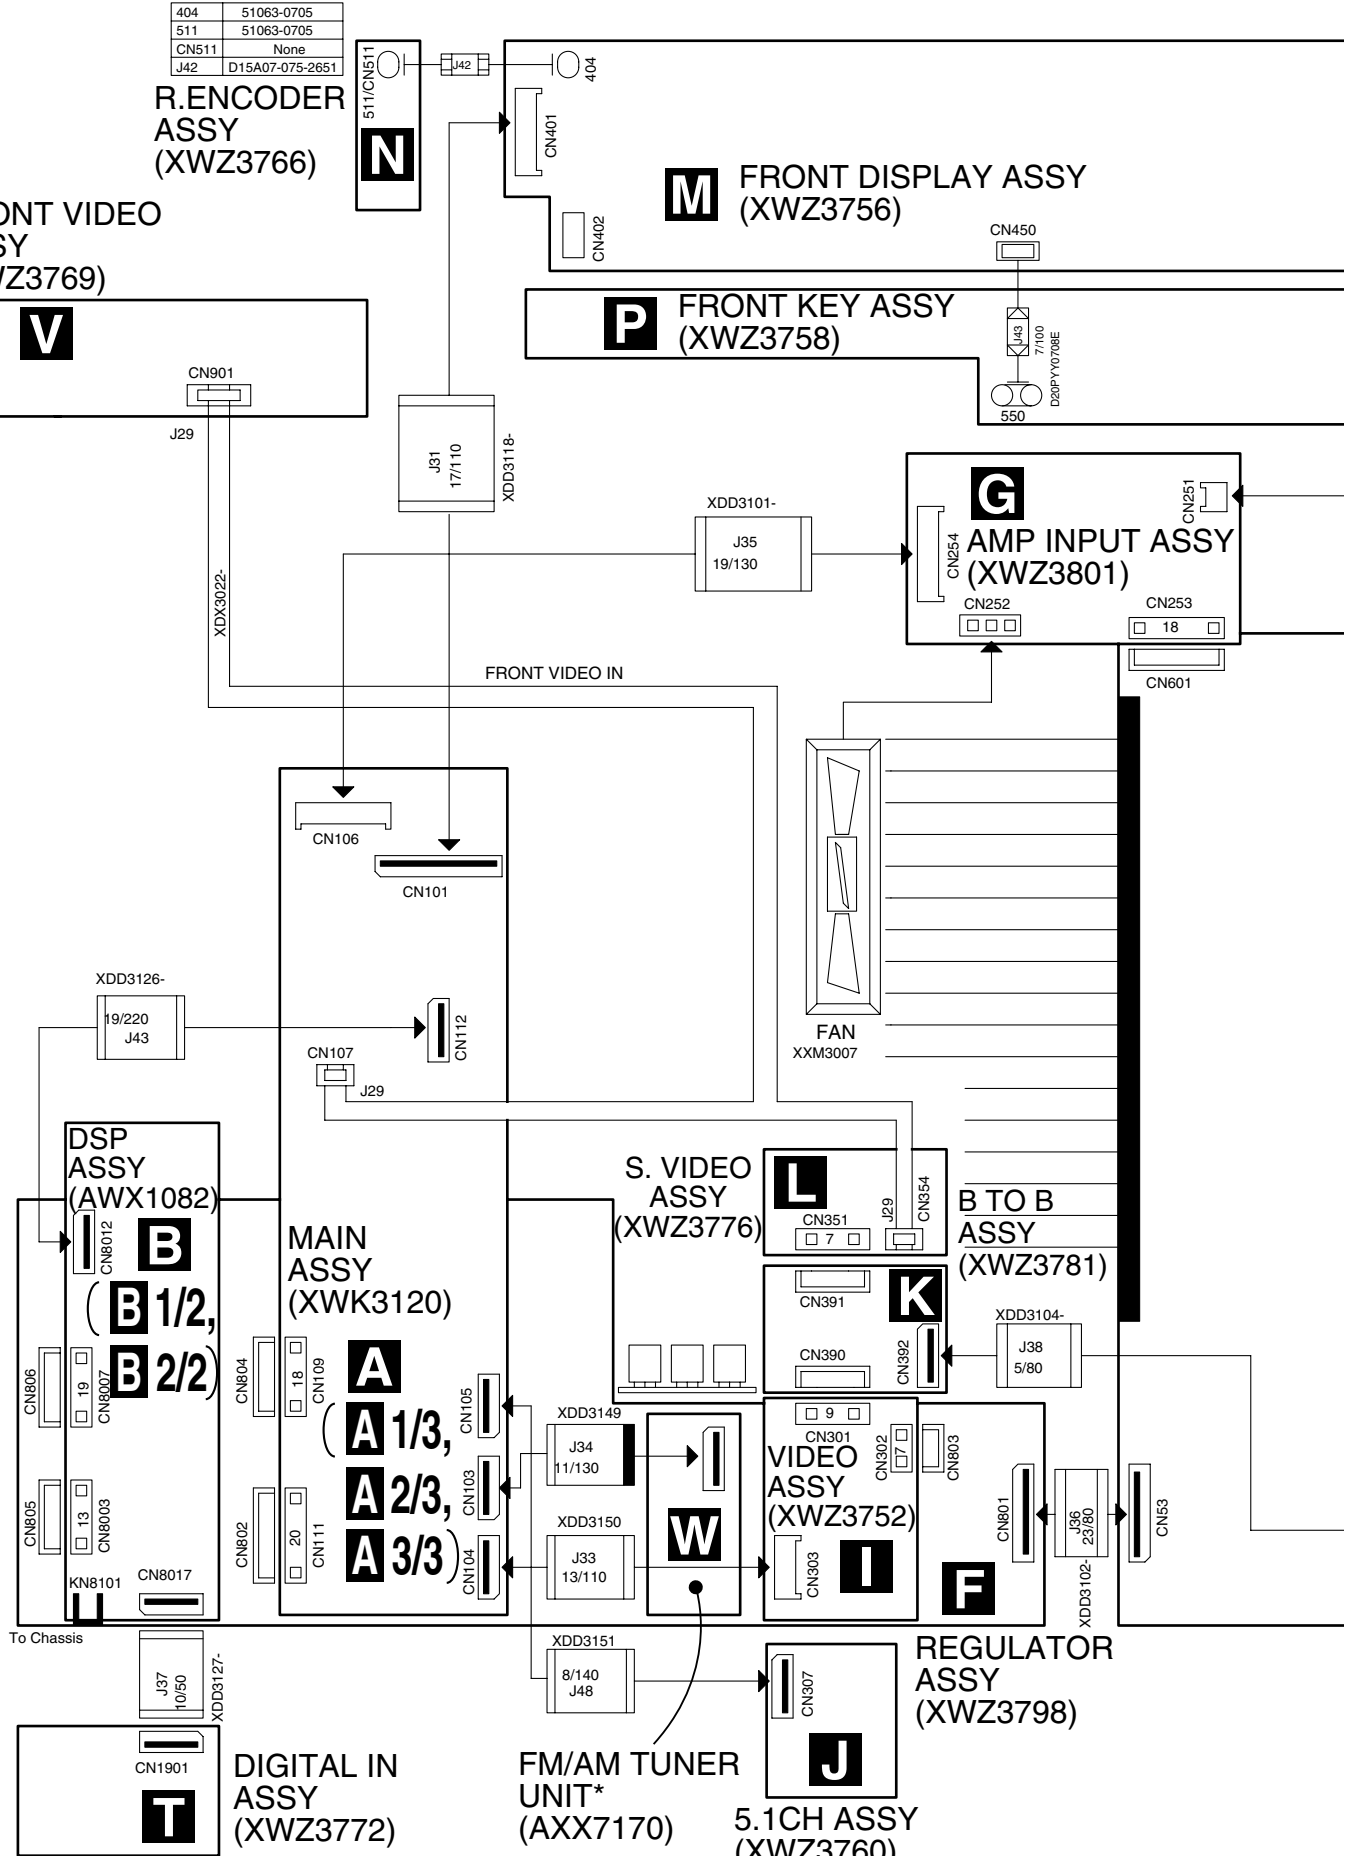 404 51063-0705
511 51063-0705
CN511 None
J42 D15A07-075-2651
R.ENCODER
ASSY
(XWZ3766)
511/CN511
N
J42
404
CN401
M
FRONT DISPLAY ASSY
(XWZ3756)
CN402
CN450
ONT VIDEO
SY
VZ3769)
V
CN901
J29
P
FRONT KEY ASSY
(XWZ3758)
J43
7/100
D20PYY0708E
550
J31
17/110
XDD3118-
XDD3101-
J35
19/130
G
AMP INPUT ASSY
(XWZ3801)
CN251
CN254
CN252
CN253
18
CN601
XDX3022-
FRONT VIDEO IN
CN106
CN101
FAN
XXM3007
XDD3126-
19/220
J43
CN112
CN107
J29
DSP
ASSY
(AWX1082)
CN8012
B
(B 1/2,
B 2/2)
CN806
19
CN8007
CN805
13
CN8003
KN8101
CN8017
To Chassis
MAIN
ASSY
(XWK3120)
CN804
18
CN109
A
(A 1/3,
A 2/3,
A 3/3)
CN802
20
CN111
CN105
CN103
CN104
S. VIDEO
ASSY
(XWZ3776)
L
CN351
7
J29
CN354
B TO B
ASSY
(XWZ3781)
CN391
K
CN390
CN392
XDD3104-
J38
5/80
XDD3149
J34
11/130
XDD3150
J33
13/110
W
9
CN301
VIDEO
ASSY
(XWZ3752)
CN302
7
CN803
CN303
I
F
CN801
J36
23/80
XDD3102-
CN53
REGULATOR
ASSY
(XWZ3798)
XDD3151
8/140
J48
CN307
J
5.1CH ASSY
(XWZ3760)
J37
10/50
XDD3127-
CN1901
T
DIGITAL IN
ASSY
(XWZ3772)
FM/AM TUNER
UNIT*
(AXX7170)